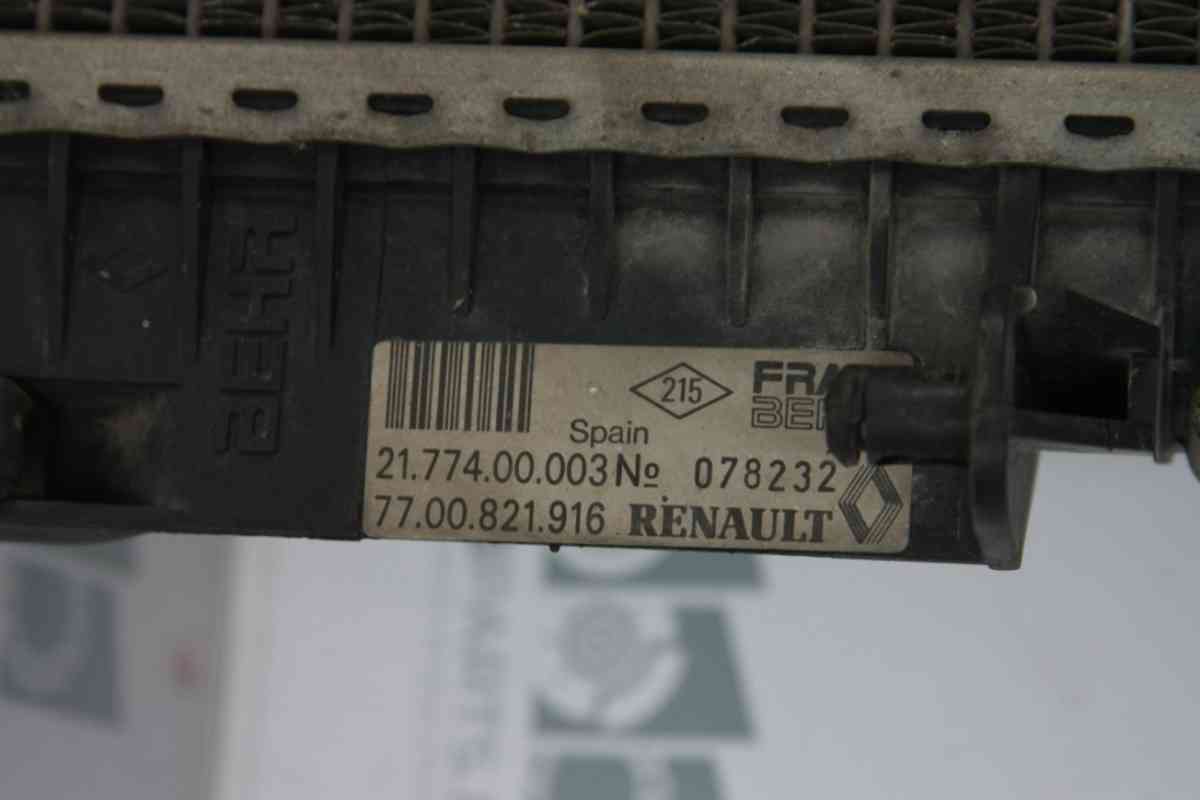 BEHR
215
Spain
21.774.00.003 No 078232
77.00.821.916 RENAULT